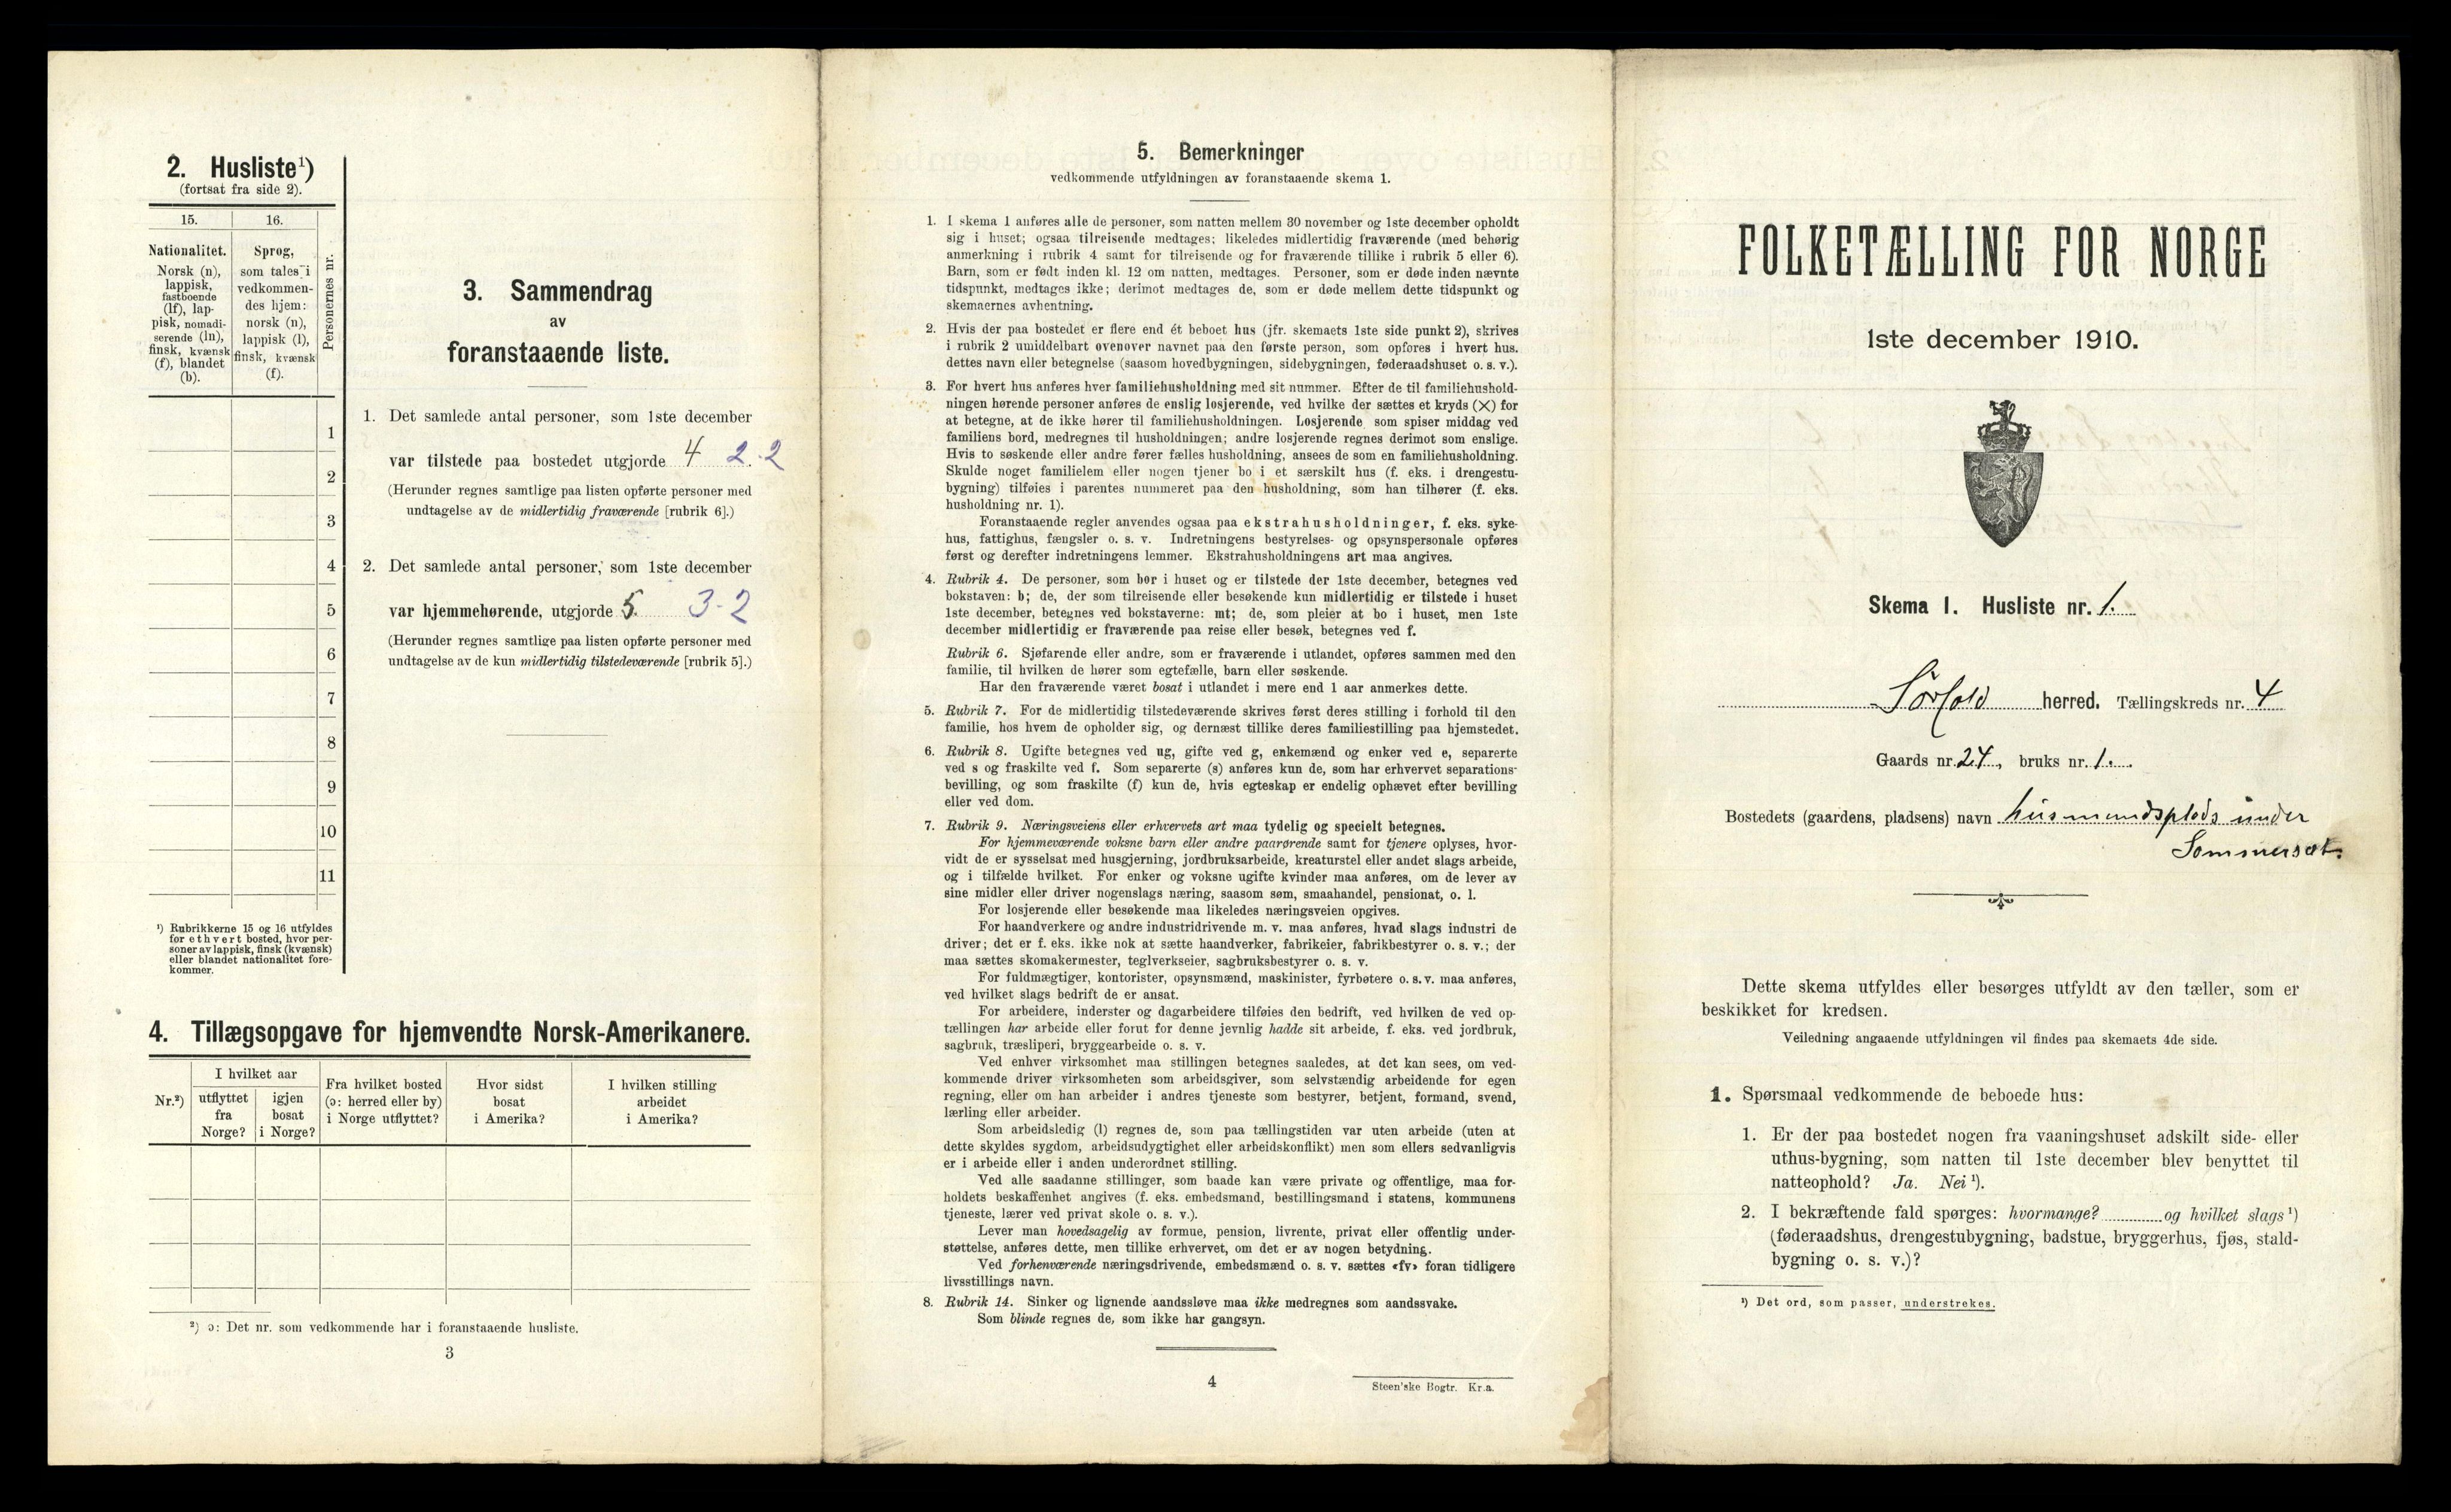 2. Husliste¹)
(fortsat fra side 2).
15. 16.
Nationalitet.
Norsk (n),
lappisk,
fastboende
(lf), lap-
pisk, nomadi-
serende (ln),
finsk, kvænsk
(f), blandet
(b).
Sprog,
som tales i
vedkommen-
des hjem:
norsk (n),
lappisk (l),
finsk, kvænsk
(f).
Personernes nr.
1
2
3
4
5
6
7
8
9
10
11
¹) Rubrikkerne 15 og 16 utfyldes
for ethvert bosted, hvor per-
soner av lappisk, finsk (kvænsk)
eller blandet nationalitet fore-
kommer.
3. Sammendrag
av
foranstaaende liste.
1. Det samlede antal personer, som 1ste december
var tilstede paa bostedet utgjorde 4 2-2
(Herunder regnes samtlige paa listen opførte personer med
undtagelse av de midlertidig fraværende [rubrik 6].)
2. Det samlede antal personer, som 1ste december
var hjemmehørende, utgjorde 5. 3-2
(Herunder regnes samtlige paa listen opførte personer med
undtagelse av de kun midlertidig tilstedeværende [rubrik 5].)
4. Tillægsopgave for hjemvendte Norsk-Amerikanere.
Nr.²)
I hvilket aar
utflyttet
fra
Norge?
igjen
bosat
i Norge?
Fra hvilket bosted
(ɔ: herred eller by)
i Norge utflyttet?
Hvor sidst
bosat
i Amerika?
I hvilken stilling
arbeidet
i Amerika?
²) ɔ: Det nr. som vedkommende har i foranstaaende husliste.
3
5. Bemerkninger
vedkommende utfyldningen av foranstaaende skema 1.
1. I skema 1 anføres alle de personer, som natten mellem 30 november og 1ste december opholdt
sig i huset; ogsaa tilreisende medtages; likeledes midlertidig fraværende (med behørig
anmerkning i rubrik 4 samt for tilreisende og for fraværende tillike i rubrik 5 eller 6).
Barn, som er født inden kl. 12 om natten, medtages. Personer, som er døde inden nævnte
tidspunkt, medtages ikke; derimot medtages de, som er døde mellem dette tidspunkt og
skemaernes avhentning.
2. Hvis der paa bostedet er flere end ét beboet hus (jfr. skemaets 1ste side punkt 2), skrives
i rubrik 2 umiddelbart ovenover navnet paa den første person, som opføres i hvert hus.
dettes navn eller betegnelse (saasom hovedbygningen, sidebygningen, føderaadshuset o. s. v.).
3. For hvert hus anføres hver familiehusholdning med sit nummer. Efter de til familiehushold-
ningen hørende personer anføres de enslig losjerende, ved hvilke der sættes et kryds (×) for
at betegne, at de ikke hører til familiehusholdningen. Losjerende som spiser middag ved
familiens bord, medregnes til husholdningen; andre losjerende regnes derimot som enslige.
Hvis to søskende eller andre fører fælles husholdning, ansees de som en familiehusholdning.
Skulde noget familielem eller nogen tjener bo i et særskilt hus (f. eks. i drengestu-
bygning) tilføies i parentes nummeret paa den husholdning, som han tilhører (f. eks.
husholdning nr. 1).
Foranstaaende regler anvendes ogsaa paa ekstrahusholdninger, f. eks. syke-
hus, fattighus, fængsler o. s. v. Indretningens bestyrelses- og opsynspersonale opføres
først og derefter indretningens lemmer. Ekstrahusholdningens art maa angives.
4. Rubrik 4. De personer, som bor i huset og er tilstede der 1ste december, betegnes ved
bokstaven: b; de, der som tilreisende eller besøkende kun midlertidig er tilstede i huset
1ste december, betegnes ved bokstaverne: mt; de, som pleier at bo i huset, men 1ste
december midlertidig er fraværende paa reise eller besøk, betegnes ved f.
Rubrik 6. Sjøfarende eller andre, som er fraværende i utlandet, opføres sammen med den
familie, til hvilken de hører som egtefælle, barn eller søskende.
Har den fraværende været bosat i utlandet i mere end 1 aar anmerkes dette.
5. Rubrik 7. For de midlertidig tilstedeværende skrives først deres stilling i forhold til den
familie, hos hvem de opholder sig, og dernæst tillike deres familiestilling paa hjemstedet.
6. Rubrik 8. Ugifte betegnes ved ug, gifte ved g, enkemænd og enker ved e, separerte
ved s og fraskilte ved f. Som separerte (s) anføres kun de, som har erhvervet separations-
bevilling, og som fraskilte (f) kun de, hvis egteskap er endelig ophævet efter bevilling
eller ved dom.
7. Rubrik 9. Næringsveiens eller erhvervets art maa tydelig og specielt betegnes.
For hjemmeværende voksne barn eller andre paarørende samt for tjenere oplyses, hvor-
vidt de er sysselsat med husgjerning, jordbruksarbeide, kreaturstel eller andet slags arbeide,
og i tilfælde hvilket. For enker og voksne ugifte kvinder maa anføres, om de lever av
sine midler eller driver nogenslags næring, saasom søm, smaahandel, pensionat, o. l.
For losjerende eller besøkende maa likeledes næringsveien opgives.
For haandverkere og andre industridrivende m. v. maa anføres, hvad slags industri de
driver; det er f. eks. ikke nok at sætte haandverker, fabrikeier, fabrikbestyrer o. s. v.; der
maa sættes skomakermester, teglverkseier, sagbruksbestyrer o. s. v.
For fuldmægtiger, kontorister, opsynsmænd, maskinister, fyrbøtere o. s. v. maa anføres,
ved hvilket slags bedrift de er ansat.
For arbeidere, inderster og dagarbeidere tilføies den bedrift, ved hvilken de ved op-
tællingen har arbeide eller forut for denne jevnlig hadde sit arbeide, f. eks. ved jordbruk,
sagbruk, træsliperi, bryggearbeide o. s. v.
Ved enhver virksomhet maa stillingen betegnes saaledes, at det kan sees, om ved-
kommende driver virksomheten som arbeidsgiver, som selvstændig arbeidende for egen
regning, eller om han arbeider i andres tjeneste som bestyrer, betjent, formand, svend,
lærling eller arbeider.
Som arbeidsledig (l) regnes de, som paa tællingstiden var uten arbeide (uten at
dette skyldes sygdom, arbeidsudygtighet eller arbeidskonflikt) men som ellers sedvanligvis
er i arbeide eller i anden underordnet stilling.
Ved alle saadanne stillinger, som baade kan være private og offentlige, maa for-
holdets beskaffenhet angives (f. eks. embedsmand, bestillingsmand i statens, kommunens
tjeneste, lærer ved privat skole o. s. v.).
Lever man hovedsagelig av formue, pension, livrente, privat eller offentlig under-
støttelse, anføres dette, men tillike erhvervet, om det er av nogen betydning.
Ved forhenværende næringsdrivende, embedsmænd o. s. v. sættes «fv» foran tidligere
livsstillings navn.
8. Rubrik 14. Sinker og lignende aandssløve maa ikke medregnes som aandssvake.
Som blinde regnes de, som ikke har gangsyn.
4
Steen'ske Bogtr. Kr.a.
FOLKETÆLLING FOR NORGE
1ste december 1910.
Skema 1. Husliste nr. 1.
Sørfold herred. Tællingskreds nr. 4
Gaards nr. 24, bruks nr. 1.
Bostedets (gaardens, pladsens) navn husmandsplads under
Sommerset.
Dette skema utfyldes eller besørges utfyldt av den tæller, som er
beskikket for kredsen.
Veiledning angaaende utfyldningen vil findes paa skemaets 4de side.
1. Spørsmaal vedkommende de beboede hus:
1. Er der paa bostedet nogen fra vaaningshuset adskilt side- eller
uthus-bygning, som natten til 1ste december blev benyttet til
natteophold? Ja. Nei ¹).
2. I bekræftende fald spørges: hvormange? og hvilket slags ¹)
(føderaadshus, drengestubygning, badstue, bryggerhus, fjøs, stald-
bygning o. s. v.)?
¹) Det ord, som passer, understrekes.